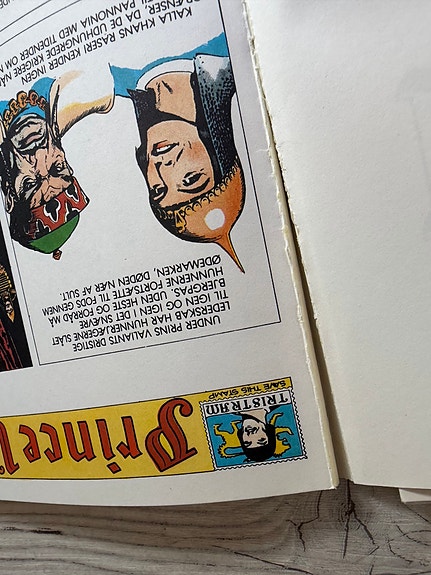 SAVE THIS STAMP
TRISTRAM
Prince
UNDER PRINS VALIANTS DRISTIGE
LEDERSKAB HAR HUNNERJÆGERNE SLÅET
TIL IGEN OG IGEN I DET SNÆVRE
BJERGPAS. UDEN HESTE OG FORRÅD MÅ
HUNNERNE FORTSÆTTE TIL FODS GENNEM
ØDEMARKEN, DØDEN NÆR AF SULT.
KALLA KHANS RASER KENDER INGEN
GRÆNSER, DA DE UDHUNGREDE KRIGERE
PANNONIA MED TIDENDER OM